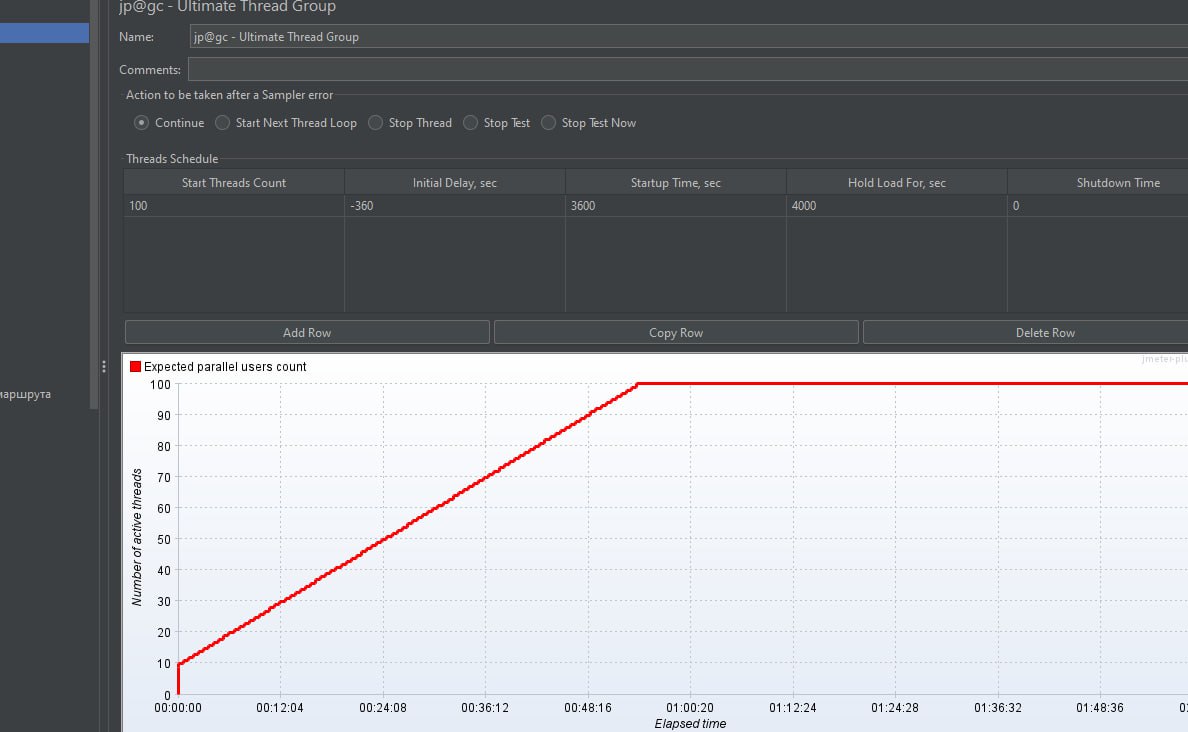 jp@gc - Ultimate Thread Group
Name: jp@gc - Ultimate Thread Group
Comments:
Action to be taken after a Sampler error
Continue Start Next Thread Loop Stop Thread Stop Test Stop Test Now
Threads Schedule
Start Threads Count Initial Delay, sec Startup Time, sec Hold Load For, sec Shutdown Time
100 -360 3600 4000 0
Add Row Copy Row Delete Row
jmeter-plu
Expected parallel users count
маршрута
100
90
80
70
60
50
40
30
20
10
0
Number of active threads
00:00:00 00:12:04 00:24:08 00:36:12 00:48:16 01:00:20 01:12:24 01:24:28 01:36:32 01:48:36
Elapsed time